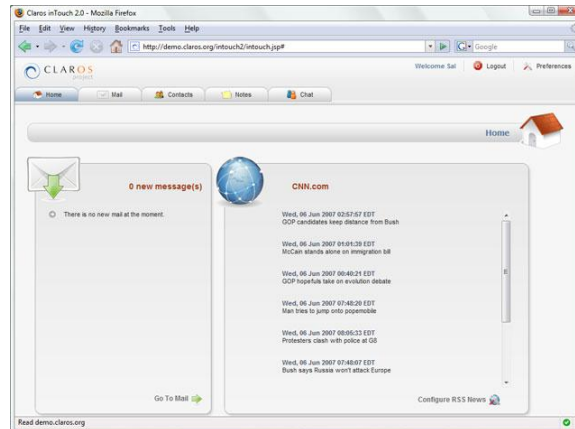 Claros inTouch 2.0 - Mozilla Firefox
File Edit View History Bookmarks Tools Help
http://demo.claros.org/intouch2/intouch.jsp#
Google
CLAROS
project
Welcome Sal
Logout
Preferences
Home
Mail
Contacts
Notes
Chat
Home
0 new message(s)
There is no new mail at the moment.
Go To Mail
CNN.com
Wed, 06 Jun 2007 02:57:57 EDT
GOP candidates keep distance from Bush
Wed, 06 Jun 2007 01:01:39 EDT
McCain stands alone on immigration bill
Wed, 06 Jun 2007 00:40:21 EDT
GOP hopefuls take on evolution debate
Wed, 06 Jun 2007 07:48:20 EDT
Man tries to jump onto popemobile
Wed, 06 Jun 2007 08:05:33 EDT
Protesters clash with police at G8
Wed, 06 Jun 2007 07:48:07 EDT
Bush says Russia won't attack Europe
Configure RSS News
Read demo.claros.org